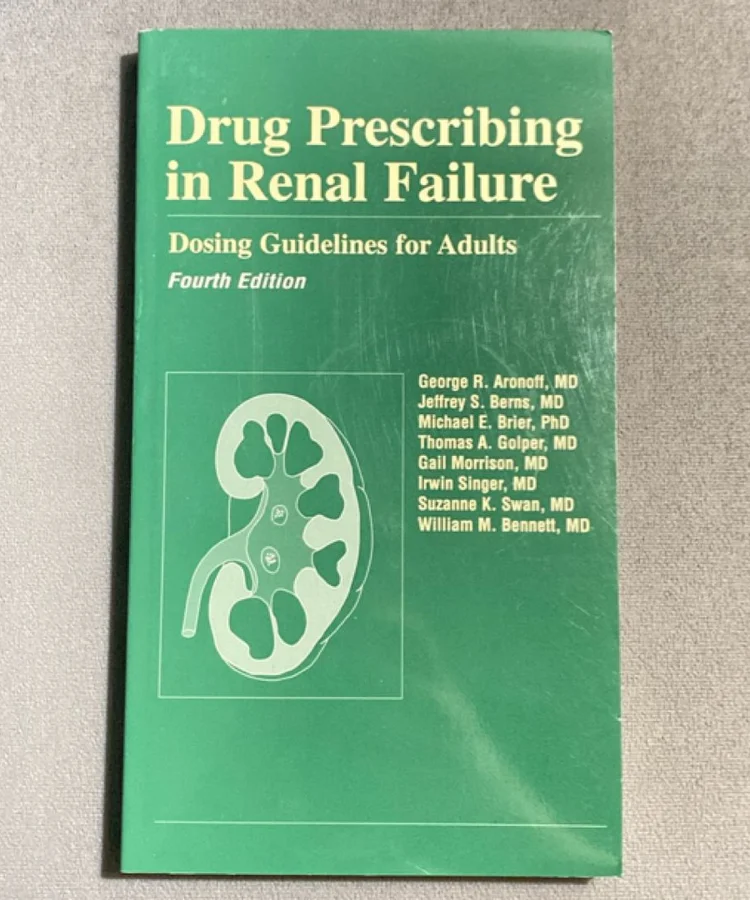 Drug Prescribing
in Renal Failure
Dosing Guidelines for Adults
Fourth Edition
George R. Aronoff, MD
Jeffrey S. Berns, MD
Michael E. Brier, PhD
Thomas A. Golper, MD
Gail Morrison, MD
Irwin Singer, MD
Suzanne K. Swan, MD
William M. Bennett, MD